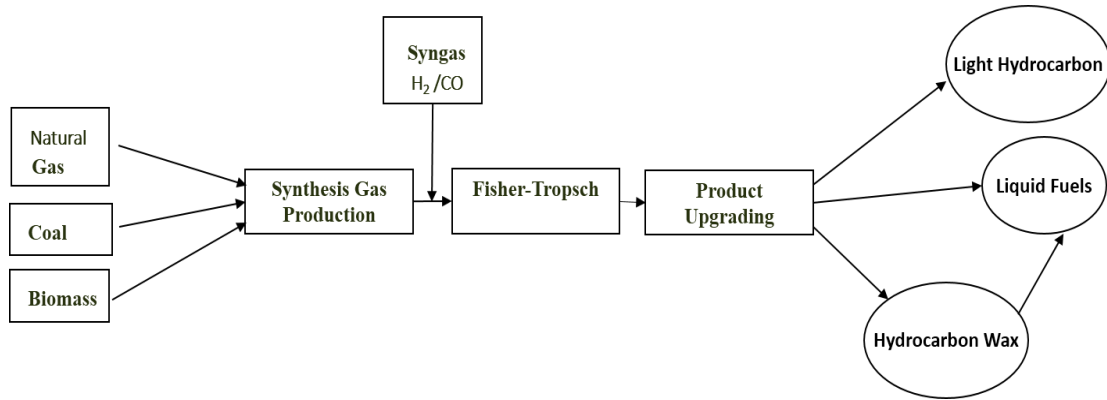 Syngas
H₂/CO
Natural
Gas
Coal
Biomass
Synthesis Gas
Production
Fisher-Tropsch
Product
Upgrading
Light Hydrocarbon
Liquid Fuels
Hydrocarbon Wax